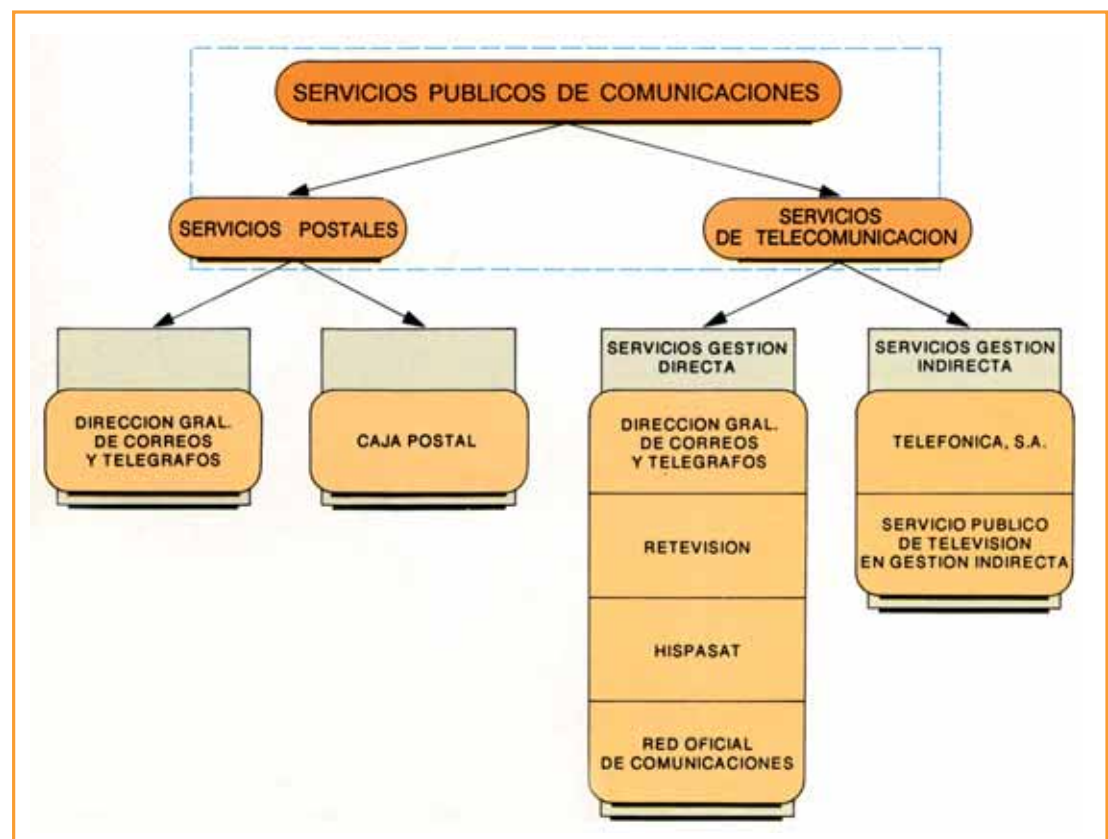 SERVICIOS PUBLICOS DE COMUNICACIONES
SERVICIOS POSTALES
SERVICIOS
DE TELECOMUNICACION
DIRECCION GRAL.
DE CORREOS
Y TELEGRAFOS
CAJA POSTAL
SERVICIOS GESTION
DIRECTA
DIRECCION GRAL.
DE CORREOS
Y TELEGRAFOS
RETEVISION
HISPASAT
RED OFICIAL
DE COMUNICACIONES
SERVICIOS GESTION
INDIRECTA
TELEFONICA, S.A.
SERVICIO PUBLICO
DE TELEVISION
EN GESTION INDIRECTA